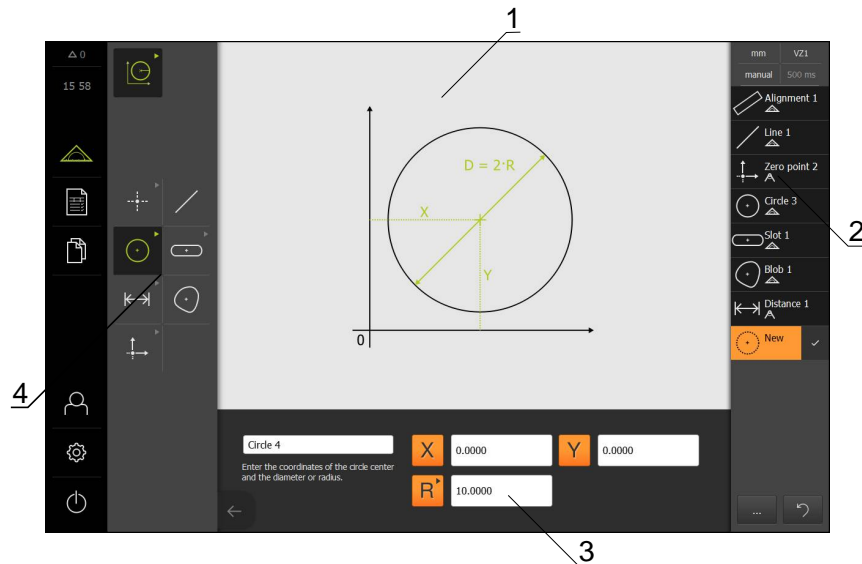 1
△ 0
15 58
mm VZ1
manual 500 ms
Alignment 1
Line 1
Zero point 2
Circle 3
Slot 1
Blob 1
Distance 1
New
2
D = 2·R
X
Y
0
4
Circle 4
Enter the coordinates of the circle center
and the diameter or radius.
X 0.0000 Y 0.0000
R 10.0000
...
3